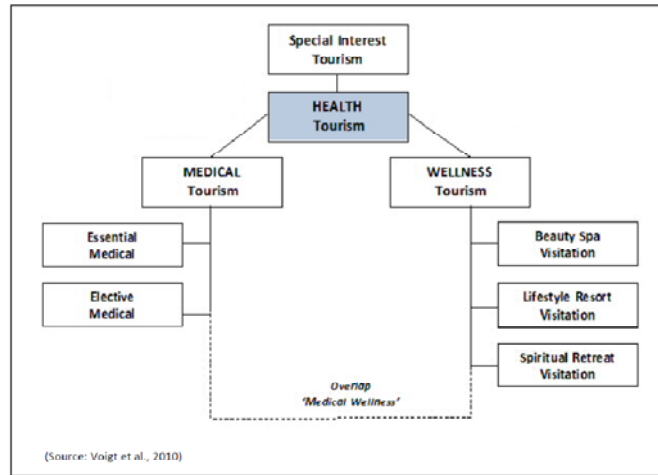 Special Interest
Tourism
HEALTH
Tourism
MEDICAL
Tourism
WELLNESS
Tourism
Essential
Medical
Beauty Spa
Visitation
Elective
Medical
Lifestyle Resort
Visitation
Spiritual Retreat
Visitation
Overlap
'Medical Wellness'
(Source: Voigt et al., 2010)